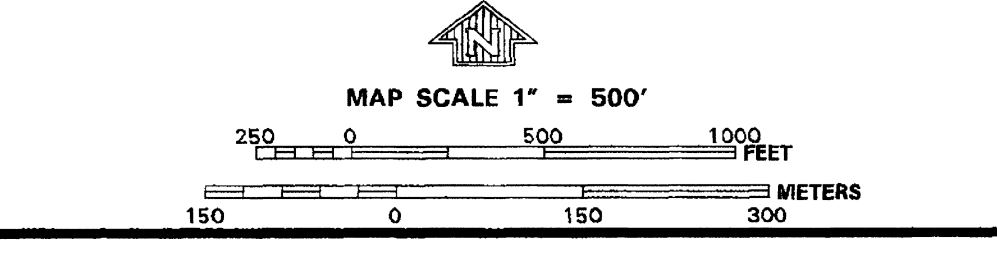 N
MAP SCALE 1" = 500'
250 0 500 1000
FEET
METERS
150 0 150 300